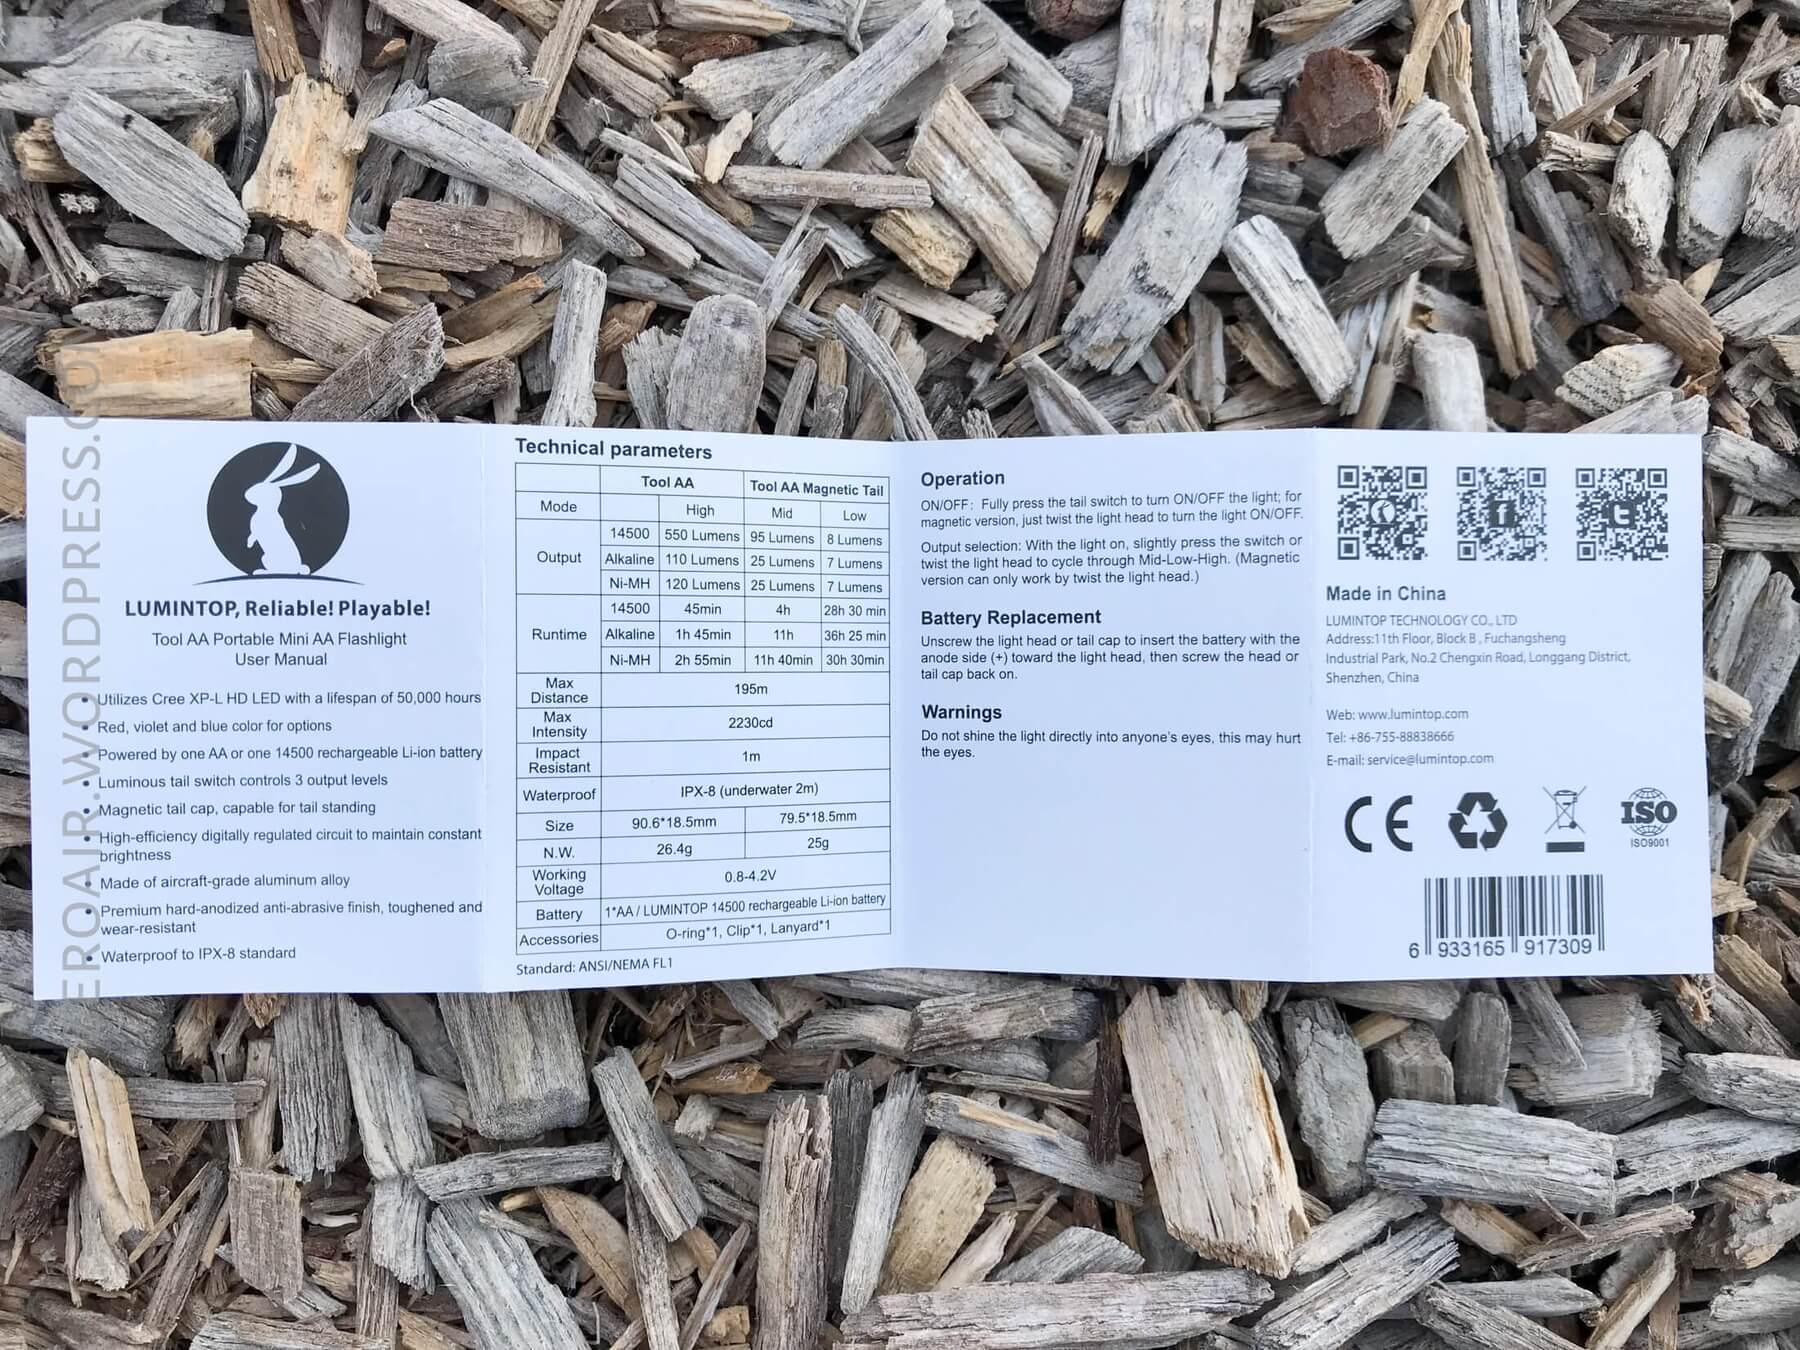 LUMINTOP, Reliable! Playable!
Tool AA Portable Mini AA Flashlight
User Manual
• Utilizes Cree XP-L HD LED with a lifespan of 50,000 hours
• Red, violet and blue color for options
• Powered by one AA or one 14500 rechargeable Li-ion battery
• Luminous tail switch controls 3 output levels
• Magnetic tail cap, capable for tail standing
• High-efficiency digitally regulated circuit to maintain constant
brightness
• Made of aircraft-grade aluminum alloy
• Premium hard-anodized anti-abrasive finish, toughened and
wear-resistant
• Waterproof to IPX-8 standard
Technical parameters
Tool AA Tool AA Magnetic Tail
Mode High Mid Low
Output 14500 550 Lumens 95 Lumens 8 Lumens
Alkaline 110 Lumens 25 Lumens 7 Lumens
Ni-MH 120 Lumens 25 Lumens 7 Lumens
Runtime 14500 45min 4h 28h 30 min
Alkaline 1h 45min 11h 36h 25 min
Ni-MH 2h 55min 11h 40min 30h 30min
Max
Distance 195m
Max
Intensity 2230cd
Impact
Resistant 1m
Waterproof IPX-8 (underwater 2m)
Size 90.6*18.5mm 79.5*18.5mm
N.W. 26.4g 25g
Working
Voltage 0.8-4.2V
Battery 1*AA / LUMINTOP 14500 rechargeable Li-ion battery
Accessories O-ring*1, Clip*1, Lanyard*1
Standard: ANSI/NEMA FL1
Operation
ON/OFF: Fully press the tail switch to turn ON/OFF the light; for
magnetic version, just twist the light head to turn the light ON/OFF.
Output selection: With the light on, slightly press the switch or
twist the light head to cycle through Mid-Low-High. (Magnetic
version can only work by twist the light head.)
Battery Replacement
Unscrew the light head or tail cap to insert the battery with the
anode side (+) toward the light head, then screw the head or
tail cap back on.
Warnings
Do not shine the light directly into anyone's eyes, this may hurt
the eyes.
Made in China
LUMINTOP TECHNOLOGY CO., LTD
Address:11th Floor, Block B , Fuchangsheng
Industrial Park, No.2 Chengxin Road, Longgang District,
Shenzhen, China
Web: www.lumintop.com
Tel: +86-755-88838666
E-mail: service@lumintop.com
CE
ISO
ISO9001
6 933165 917309
EROAIR.WORDPRESS.COM